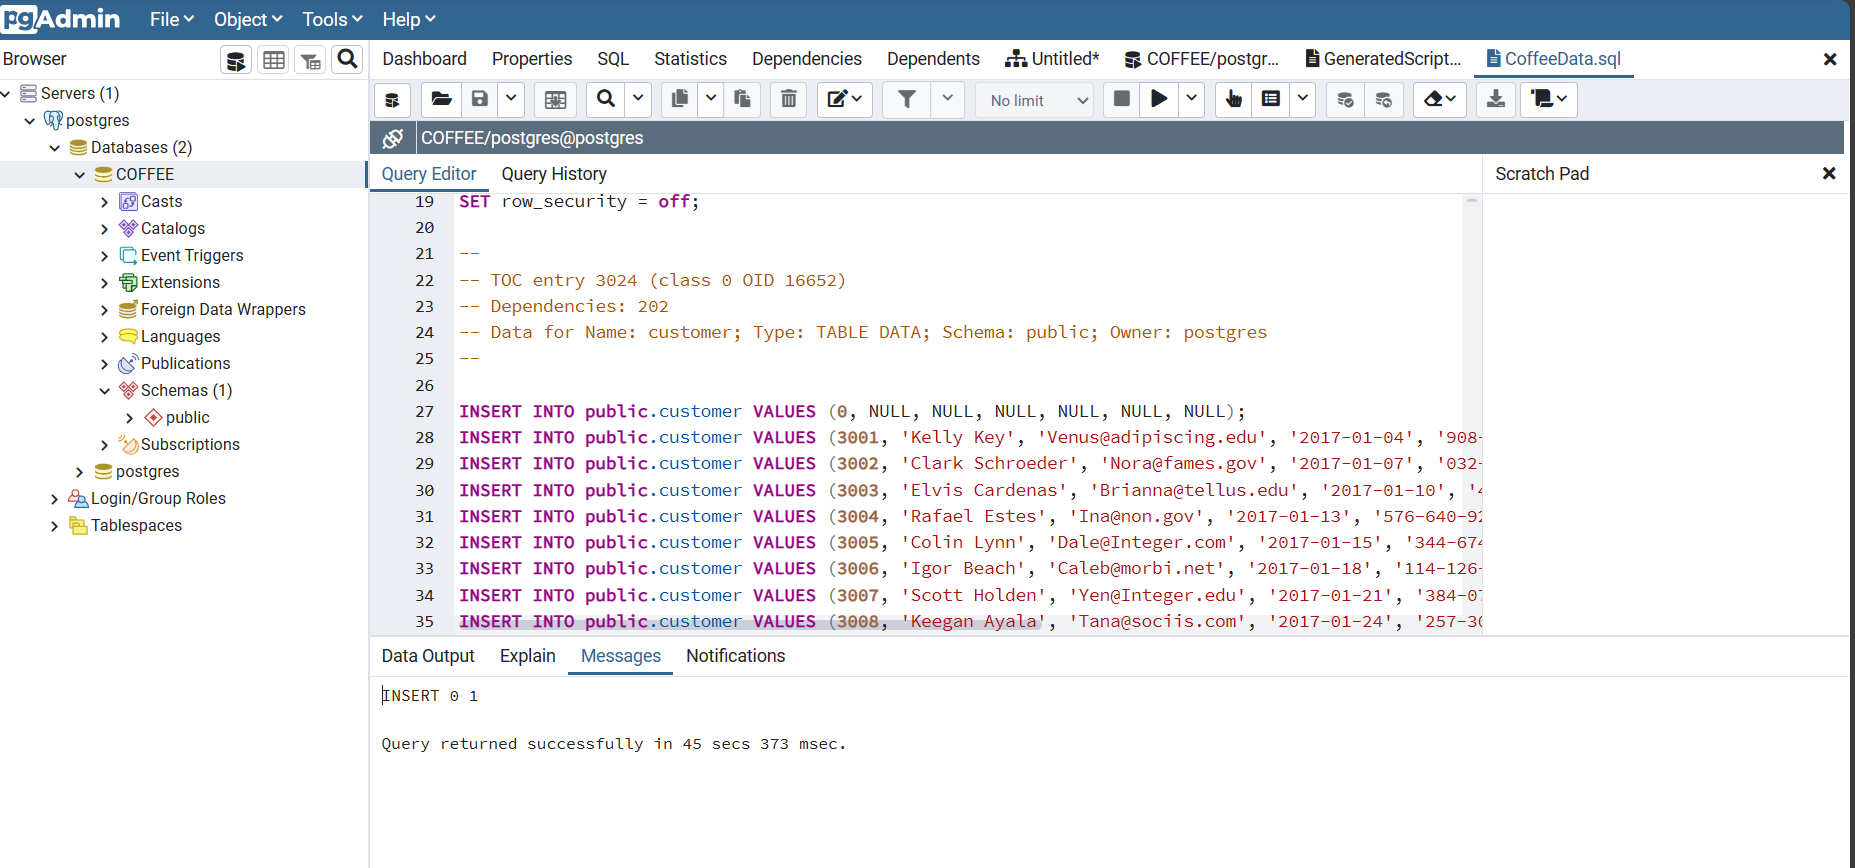 pgAdmin File Object Tools Help
Browser
Dashboard Properties SQL Statistics Dependencies Dependents Untitled* COFFEE/postgr... GeneratedScript... CoffeeData.sql
Servers (1)
postgres
Databases (2)
COFFEE
Casts
Catalogs
Event Triggers
Extensions
Foreign Data Wrappers
Languages
Publications
Schemas (1)
public
Subscriptions
postgres
Login/Group Roles
Tablespaces
No limit
COFFEE/postgres@postgres
Query Editor Query History
Scratch Pad
19 SET row_security = off;
20
21 --
22 -- TOC entry 3024 (class 0 OID 16652)
23 -- Dependencies: 202
24 -- Data for Name: customer; Type: TABLE DATA; Schema: public; Owner: postgres
25 --
26
27 INSERT INTO public.customer VALUES (0, NULL, NULL, NULL, NULL, NULL, NULL);
28 INSERT INTO public.customer VALUES (3001, 'Kelly Key', 'Venus@adipiscing.edu', '2017-01-04', '908-
29 INSERT INTO public.customer VALUES (3002, 'Clark Schroeder', 'Nora@fames.gov', '2017-01-07', '032-
30 INSERT INTO public.customer VALUES (3003, 'Elvis Cardenas', 'Brianna@tellus.edu', '2017-01-10', '4
31 INSERT INTO public.customer VALUES (3004, 'Rafael Estes', 'Ina@non.gov', '2017-01-13', '576-640-92
32 INSERT INTO public.customer VALUES (3005, 'Colin Lynn', 'Dale@Integer.com', '2017-01-15', '344-674
33 INSERT INTO public.customer VALUES (3006, 'Igor Beach', 'Caleb@morbi.net', '2017-01-18', '114-126-
34 INSERT INTO public.customer VALUES (3007, 'Scott Holden', 'Yen@Integer.edu', '2017-01-21', '384-07
35 INSERT INTO public.customer VALUES (3008, 'Keegan Ayala', 'Tana@sociis.com', '2017-01-24', '257-30
Data Output Explain Messages Notifications
INSERT 0 1
Query returned successfully in 45 secs 373 msec.